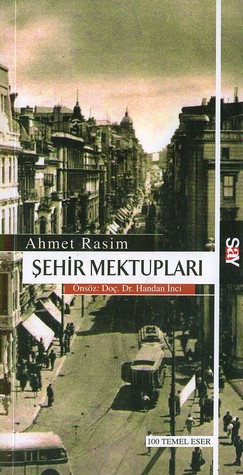 Ahmet Rasim
ŞEHİR MEKTUPLARI
Önsöz: Doç. Dr. Handan İnci
say
100 TEMEL ESER